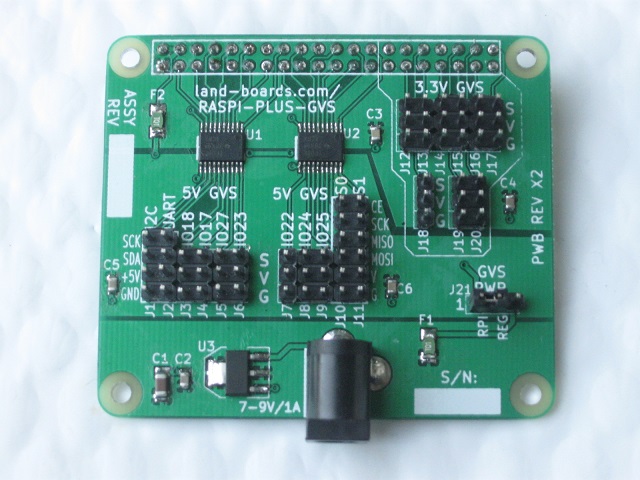 land-boards.com/
RASPI-PLUS-GVS
ASSY
REV
F2
U1
U2
C3
3.3V GVS
S
V
G
J12
J13
J14
J15
J16
J17
5V GVS
5V GVS
I2C
UART
IO18
IO17
IO27
IO23
IO22
IO24
IO25
S0
S1
CE
SCK
MISO
MOSI
S
V
G
J18
J19
J20
C4
PWB REV X2
SCK
SDA
+5V
GND
C5
S
V
G
J1
J2
J3
J4
J5
J6
J7
J8
J9
J10
J11
V
G
C6
GVS
PWR
J21
1
RPI
REG
F1
U3
C1
C2
7-9V/1A
S/N: